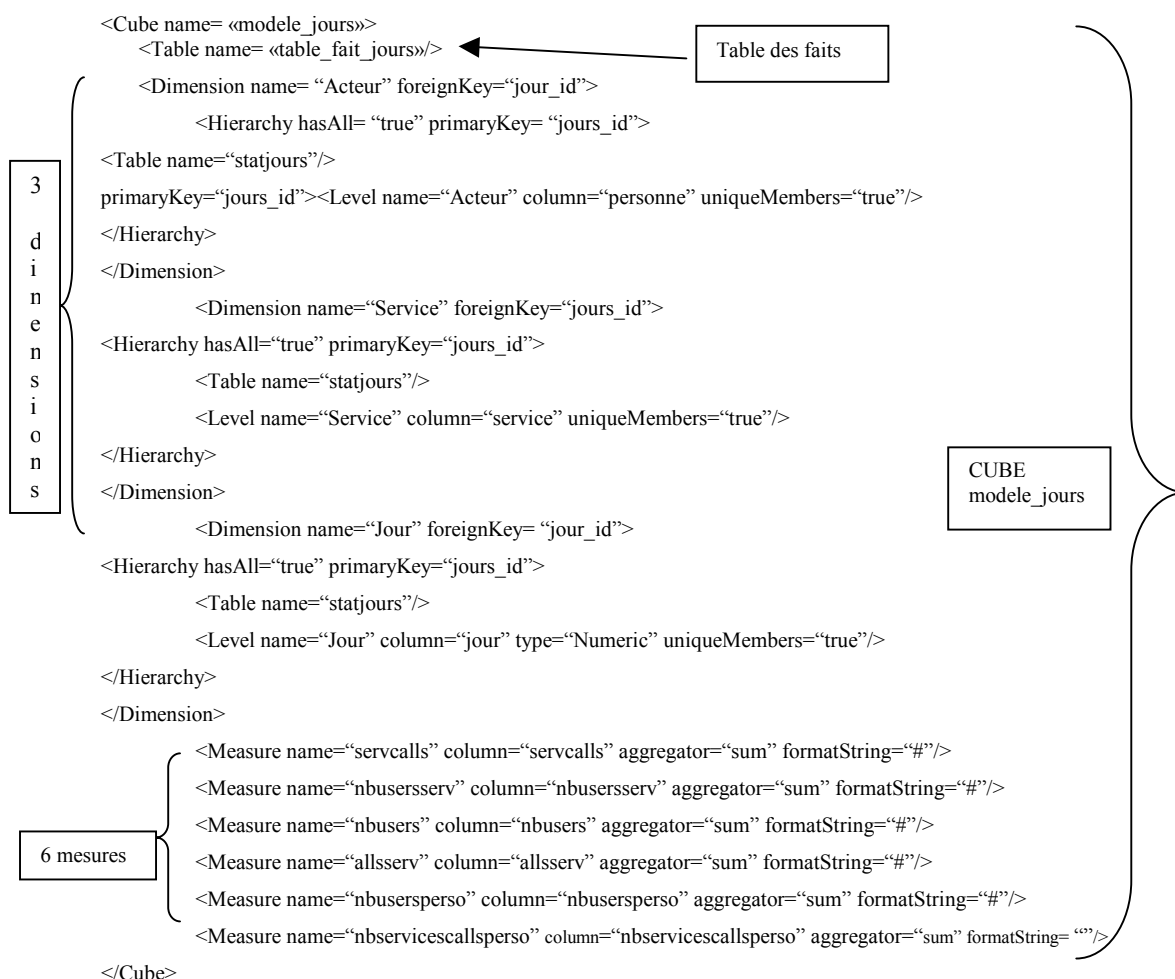 <Cube name= «modele_jours»>
<Table name= «table_fait_jours»/>
Table des faits
<Dimension name= “Acteur” foreignKey=“jour_id”>
<Hierarchy hasAll= “true” primaryKey= “jours_id”>
<Table name=“statjours”/>
primaryKey=“jours_id”><Level name=“Acteur” column=“personne” uniqueMembers=“true”/>
</Hierarchy>
</Dimension>
3 dimensions
<Dimension name=“Service” foreignKey=“jours_id”>
<Hierarchy hasAll=“true” primaryKey=“jours_id”>
<Table name=“statjours”/>
<Level name=“Service” column=“service” uniqueMembers=“true”/>
</Hierarchy>
</Dimension>
CUBE
modele_jours
<Dimension name=“Jour” foreignKey= “jour_id”>
<Hierarchy hasAll=“true” primaryKey=“jours_id”>
<Table name=“statjours”/>
<Level name=“Jour” column=“jour” type=“Numeric” uniqueMembers=“true”/>
</Hierarchy>
</Dimension>
<Measure name=“servcalls” column=“servcalls” aggregator=“sum” formatString=“#”/>
<Measure name=“nbusersserv” column=“nbusersserv” aggregator=“sum” formatString=“#”/>
<Measure name=“nbusers” column=“nbusers” aggregator=“sum” formatString=“#”/>
6 mesures
<Measure name=“allsserv” column=“allsserv” aggregator=“sum” formatString=“#”/>
<Measure name=“nbusersperso” column=“nbusersperso” aggregator=“sum” formatString=“#”/>
<Measure name=“nbservicescallsperso” column=“nbservicescallsperso” aggregator=“sum” formatString= “”/>
</Cube>